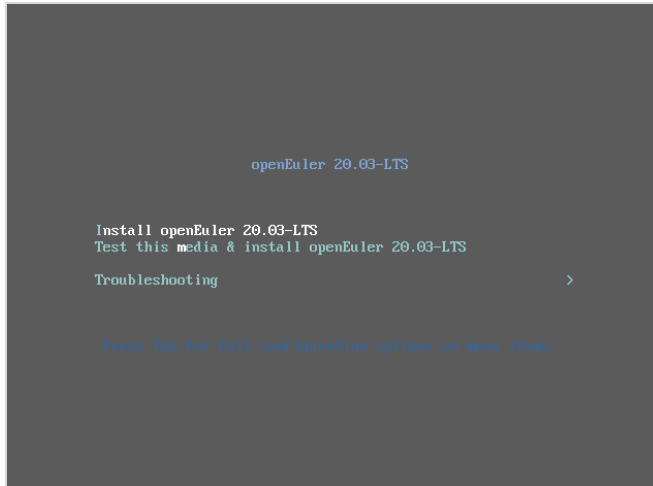 openEuler 20.03-LTS
Install openEuler 20.03-LTS
Test this media & install openEuler 20.03-LTS
Troubleshooting >
Press Tab for full configuration options on menu items.